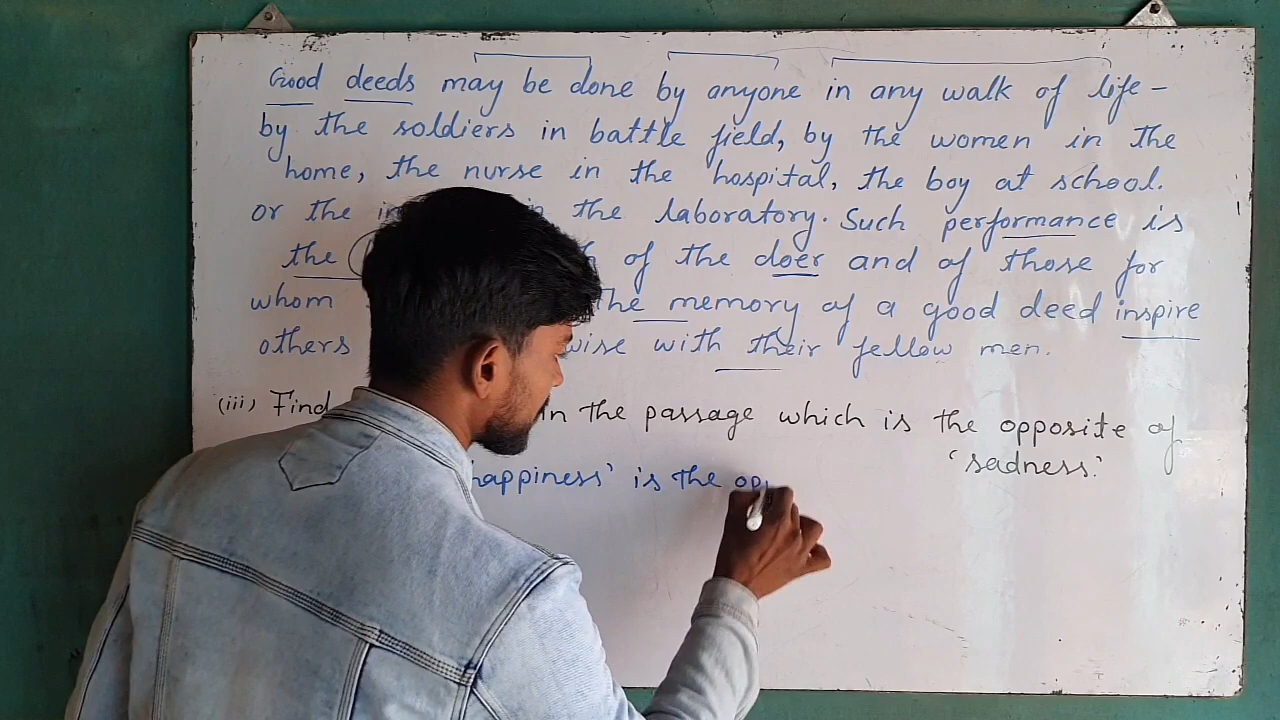 Good deeds may be done by anyone in any walk of life -
by the soldiers in battle field, by the women in the
home, the nurse in the hospital, the boy at school.
or the in the laboratory. Such performance is
the of the doer and of those for
whom The memory of a good deed inspire
others with their fellow men.
(iii) Find in the passage which is the opposite of
'sadness.'
happiness' is the